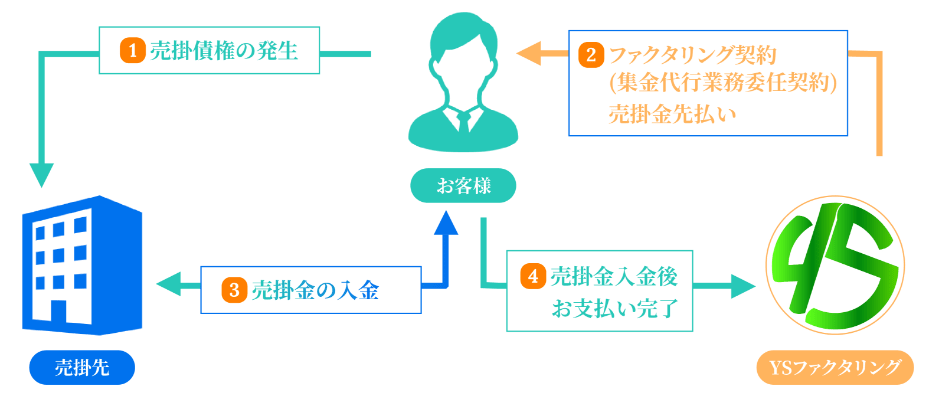 1 売掛債権の発生
2 ファクタリング契約
(集金代行業務委任契約)
売掛金先払い
お客様
3 売掛金の入金
4 売掛金入金後
お支払い完了
YS
売掛先
YSファクタリング